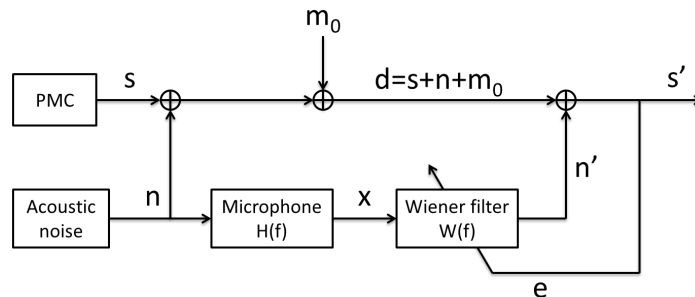 m₀
s
d=s+n+m₀
s'
PMC
n
x
n'
Acoustic
noise
Microphone
H(f)
Wiener filter
W(f)
e